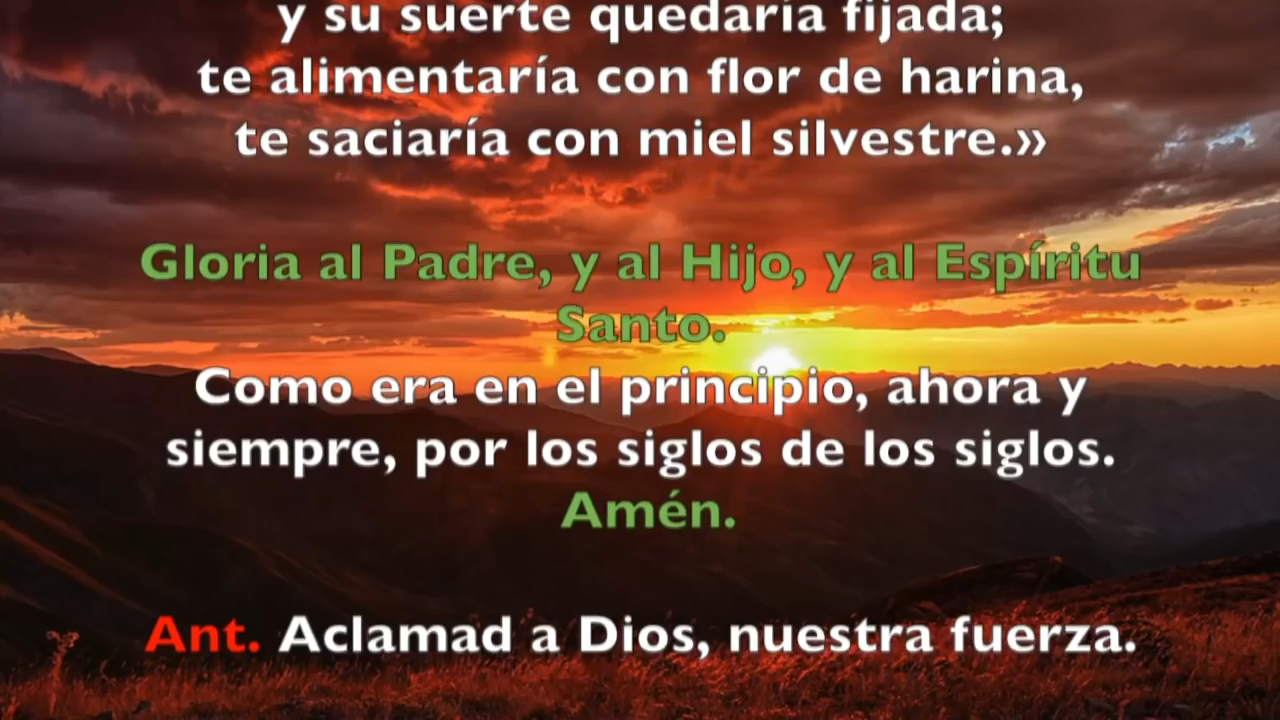 y su suerte quedaría fijada;
te alimentaría con flor de harina,
te saciaría con miel silvestre.»
Gloria al Padre, y al Hijo, y al Espíritu
Santo.
Como era en el principio, ahora y
siempre, por los siglos de los siglos.
Amén.
Ant. Aclamad a Dios, nuestra fuerza.